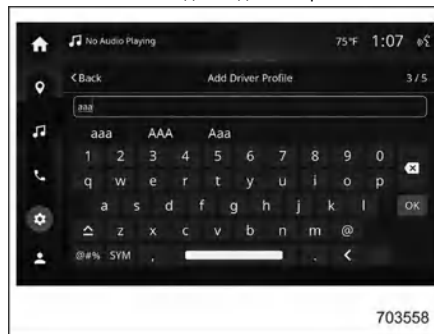 No Audio Playing 75°F 1:07
<Back Add Driver Profile 3/5
aaa
aaa AAA Aaa
1 2 3 4 5 6 7 8 9 0
q w e r t y u i o p
a s d f g h j k l OK
z x c v b n m @
@#% SYM , . <
703558